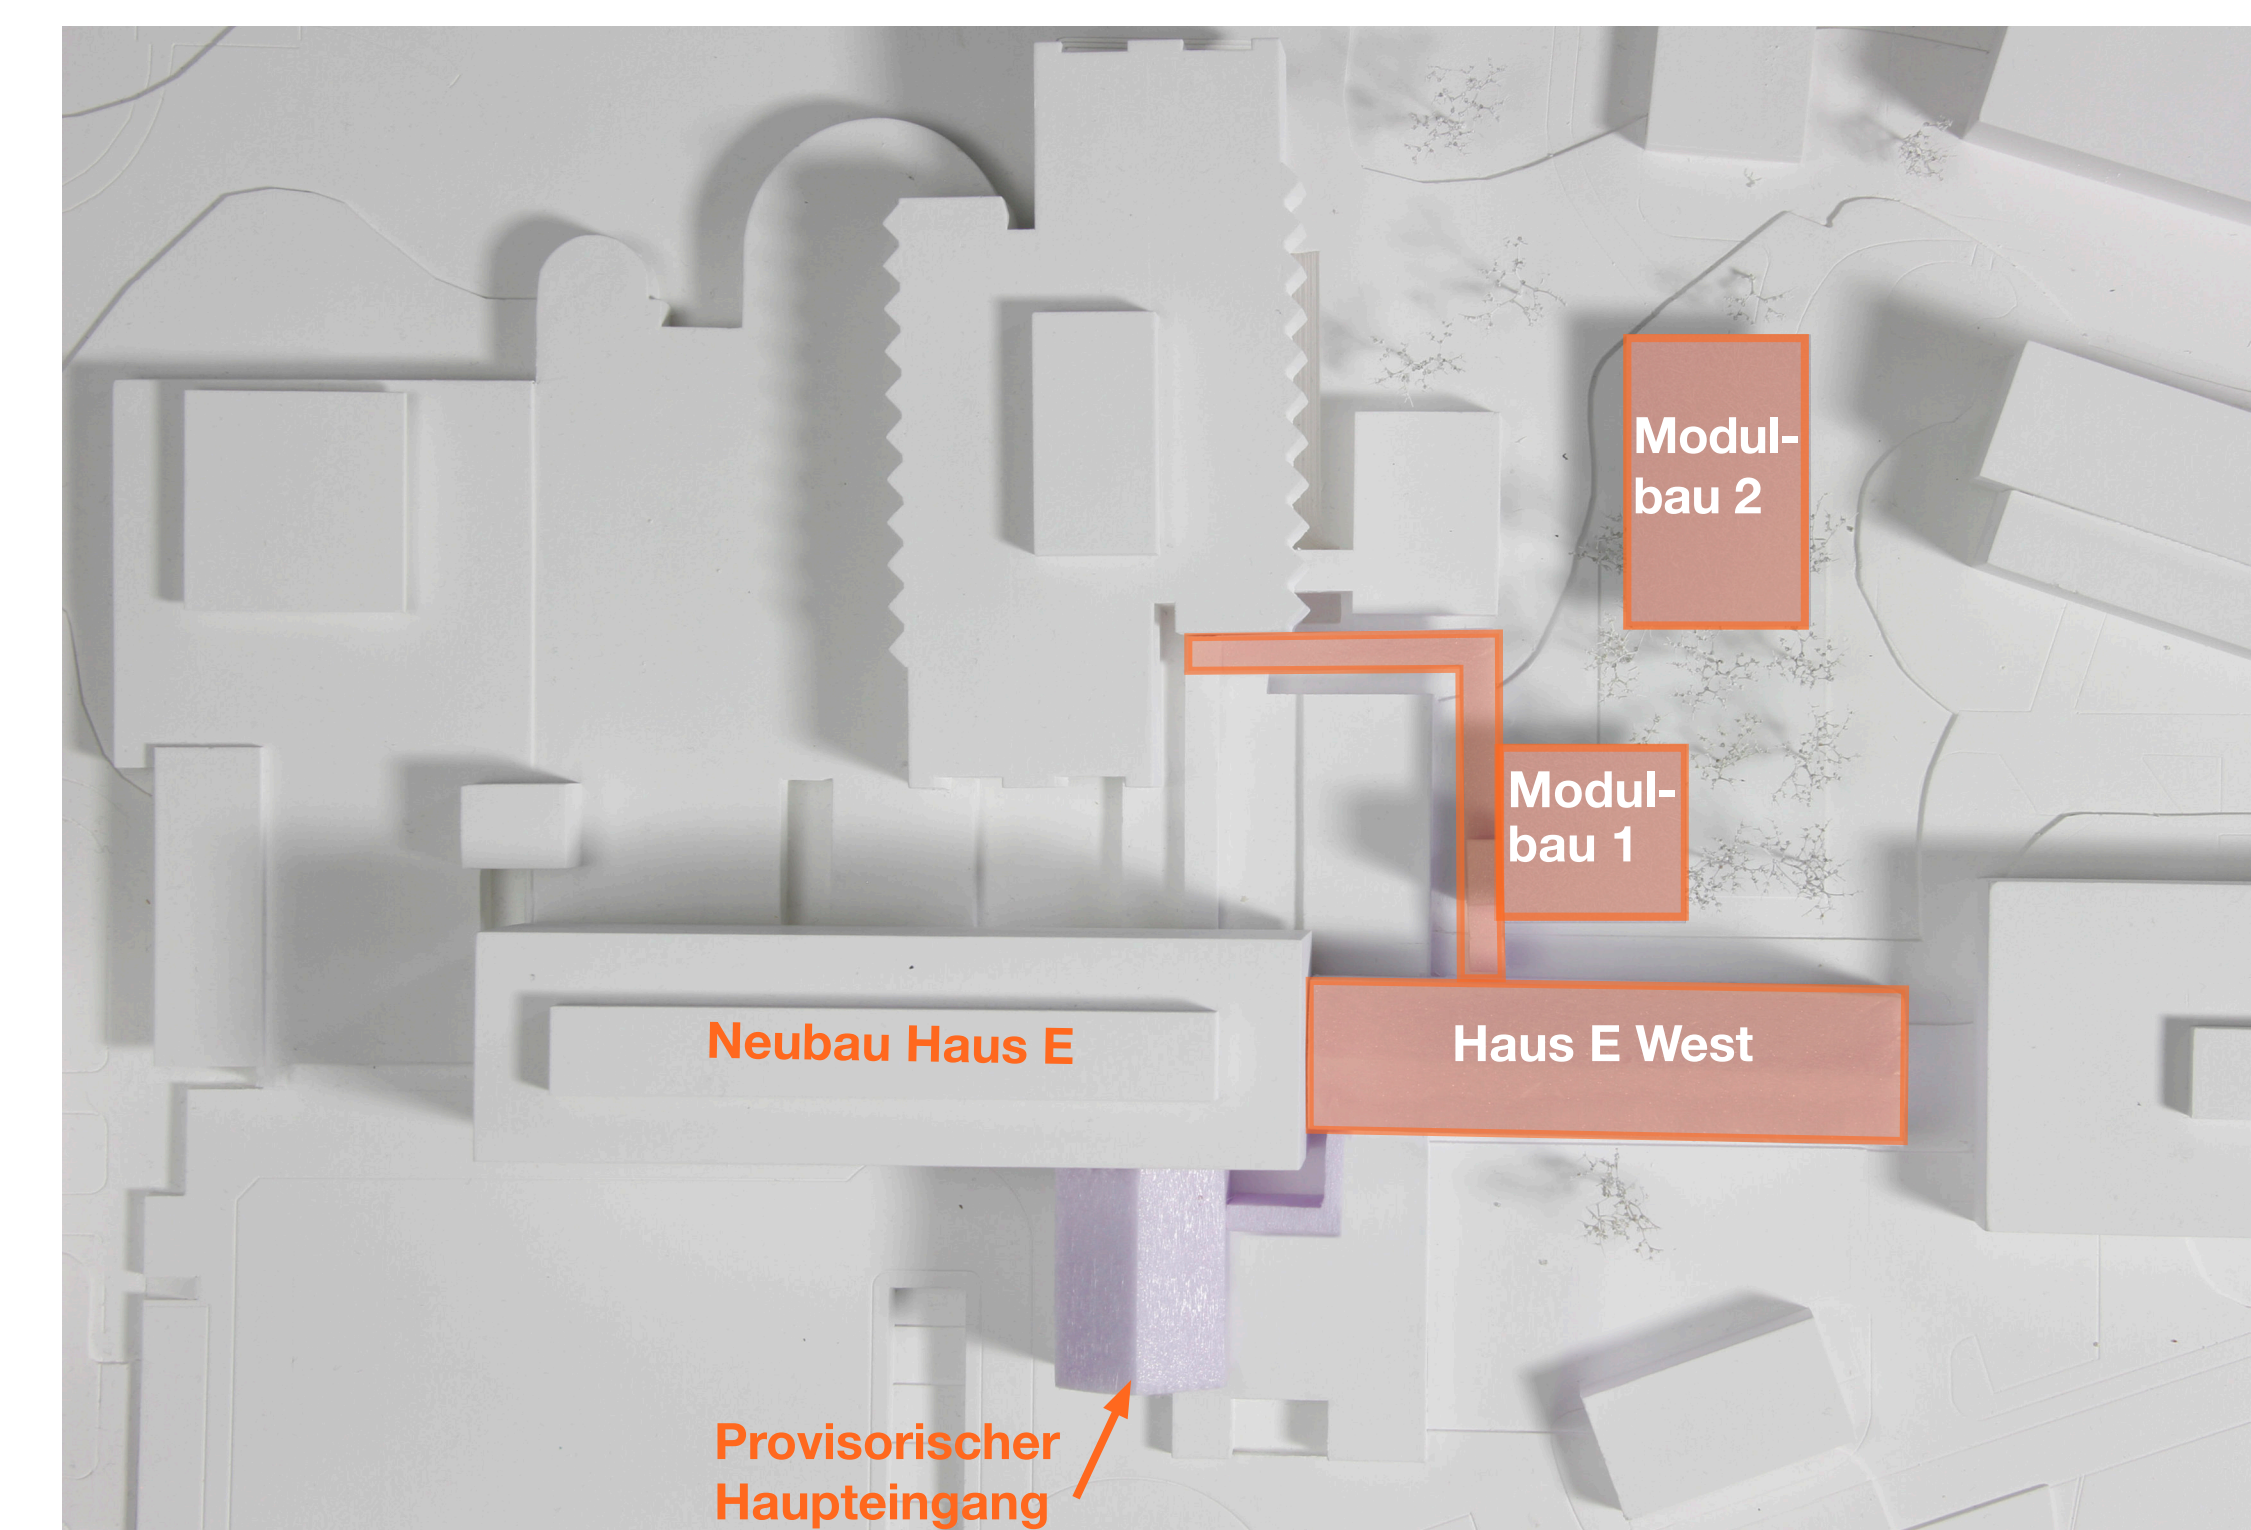 Modul-
bau 2
Modul-
bau 1
Neubau Haus E
Haus E West
Provisorischer
Haupteingang